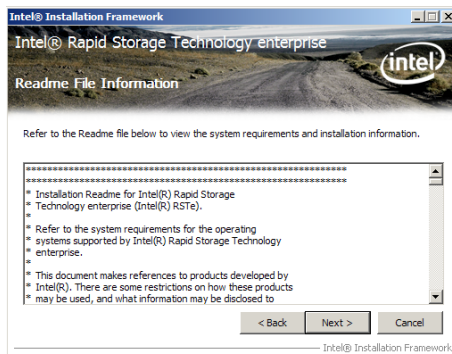 Intel® Installation Framework
Intel® Rapid Storage Technology enterprise
intel
Readme File Information
Refer to the Readme file below to view the system requirements and installation information.
****************************************************************
****************************************************************
* Installation Readme for Intel(R) Rapid Storage
* Technology enterprise (Intel(R) RSTe).
*
* Refer to the system requirements for the operating
* systems supported by Intel(R) Rapid Storage Technology
* enterprise.
*
* This document makes references to products developed by
* Intel(R). There are some restrictions on how these products
* may be used, and what information may be disclosed to
< Back Next > Cancel
Intel® Installation Framework